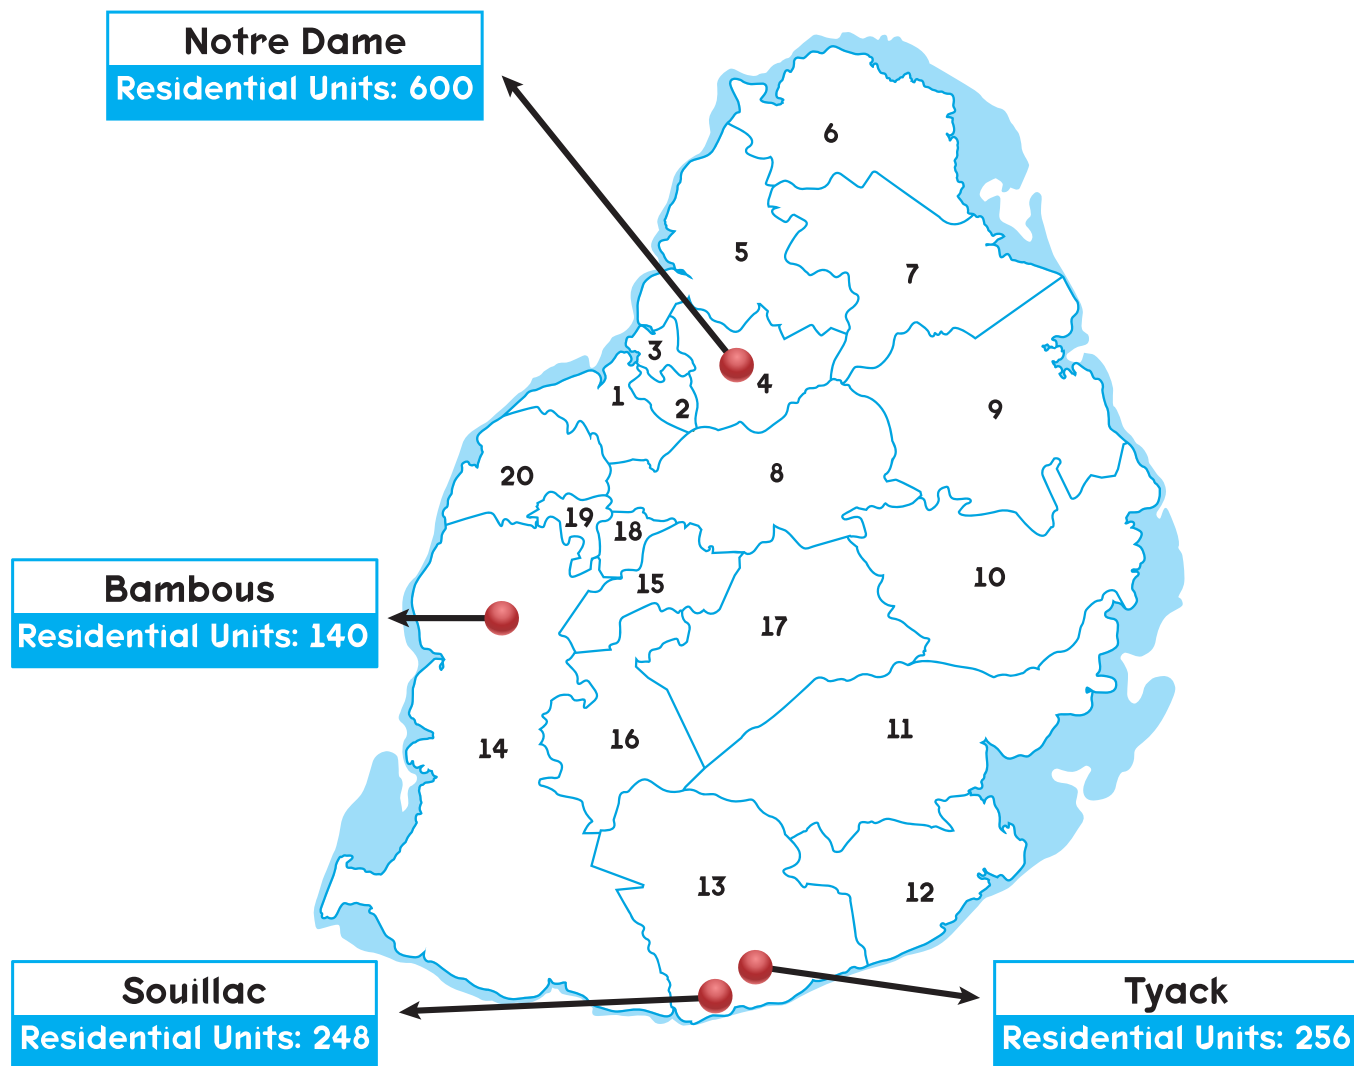 Notre Dame
Residential Units: 600
6
5
7
3
4
1
2
9
8
20
19
18
10
15
17
11
16
14
13
12
Bambous
Residential Units: 140
Souillac
Residential Units: 248
Tyack
Residential Units: 256